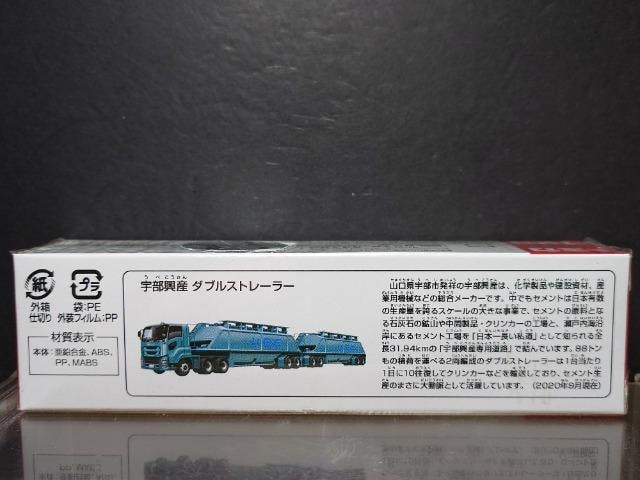 紙
外箱
仕切り
プラ
袋:PE
外装フィルム:PP
材質表示
本体:亜鉛合金、ABS、
PP、MABS
うべこうさん
宇部興産 ダブルストレーラー
山口県宇部市発祥の宇部興産は、化学製品や建設資材、産
業用機械などの総合メーカーです。中でもセメントは日本有数
の生産量を誇るスケールの大きな事業で、セメントの原料とな
る石灰石の鉱山や中間製品・クリンカーの工場と、瀬戸内海沿
岸にあるセメント工場を「日本一長い私道」として知られる全
長31.94kmの「宇部興産専用道路」で結んでいます。88トン
もの積荷を運べる2両編成のダブルストレーラーは1台当たり
1日に10往復してクリンカーなどを輸送しており、セメント生
産のまさに大動脈として活躍しています。 (2020年9月現在)